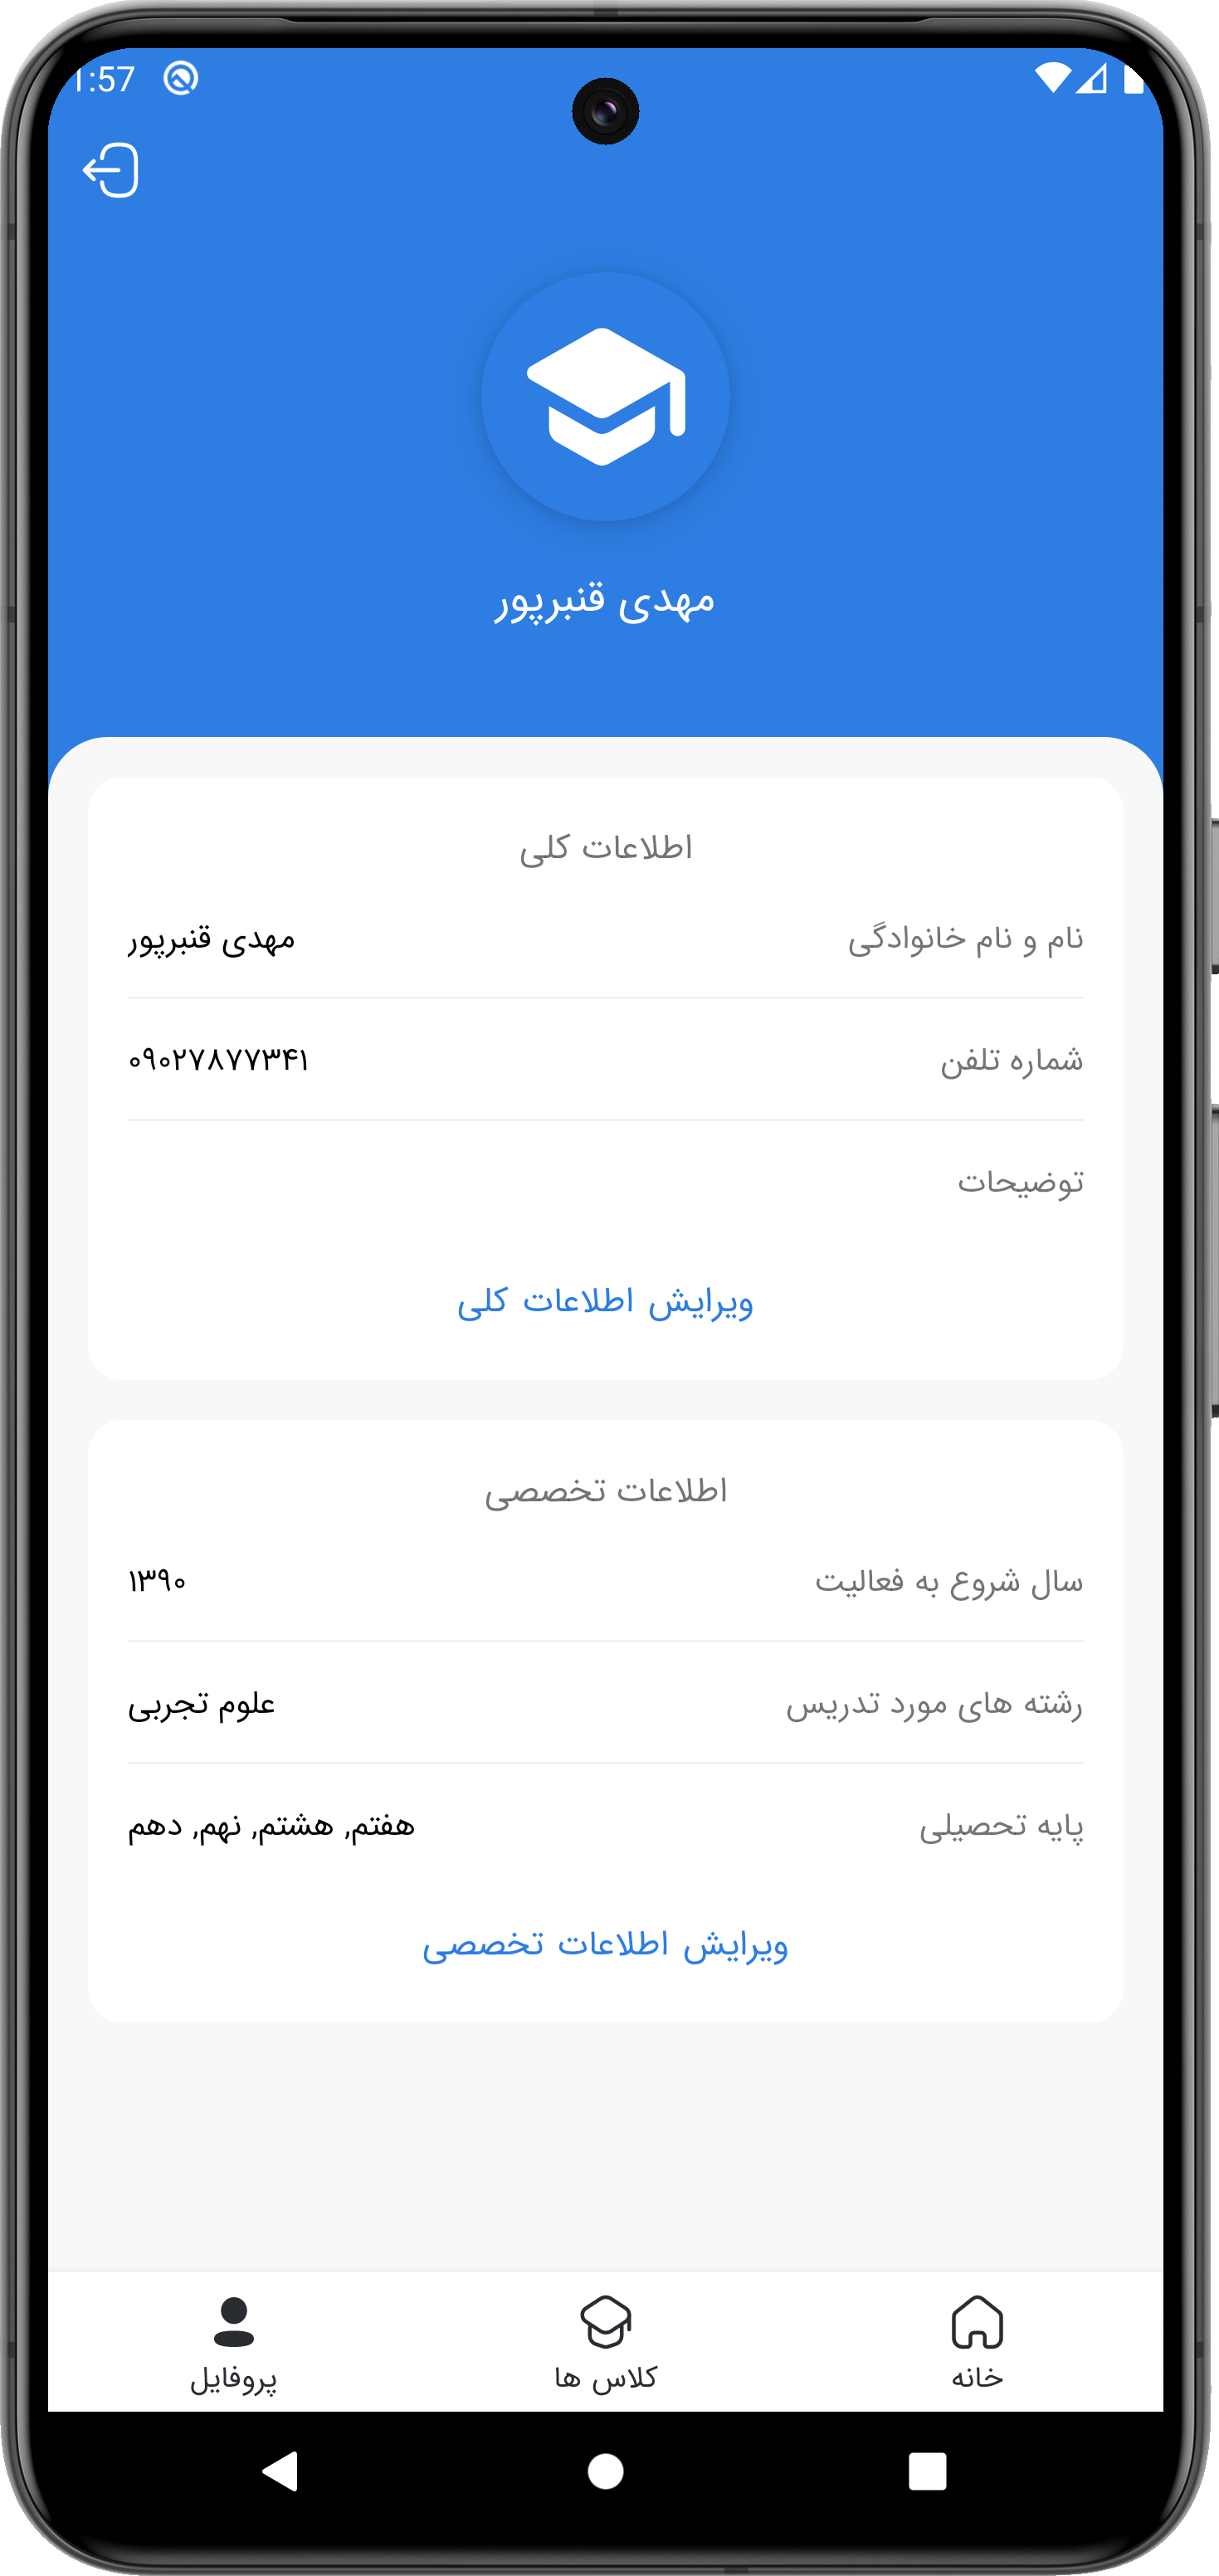 1:57
مهدی قنبرپور
اطلاعات کلی
نام و نام خانوادگی مهدی قنبرپور
شماره تلفن ۰۹۰۲۷۸۷۷۳۴۱
توضیحات
ویرایش اطلاعات کلی
اطلاعات تخصصی
سال شروع به فعالیت ۱۳۹۰
رشته های مورد تدریس علوم تجربی
پایه تحصیلی هفتم, هشتم, نهم, دهم
ویرایش اطلاعات تخصصی
خانه کلاس ها پروفایل